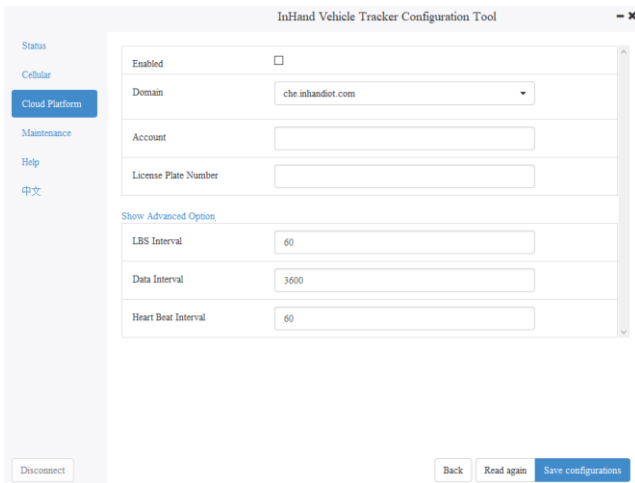 InHand Vehicle Tracker Configuration Tool
Status
Cellular
Cloud Platform
Maintenance
Help
中文
Enabled
Domain
che.inhandiot.com
Account
License Plate Number
Show Advanced Option
LBS Interval
60
Data Interval
3600
Heart Beat Interval
60
Disconnect
Back
Read again
Save configurations